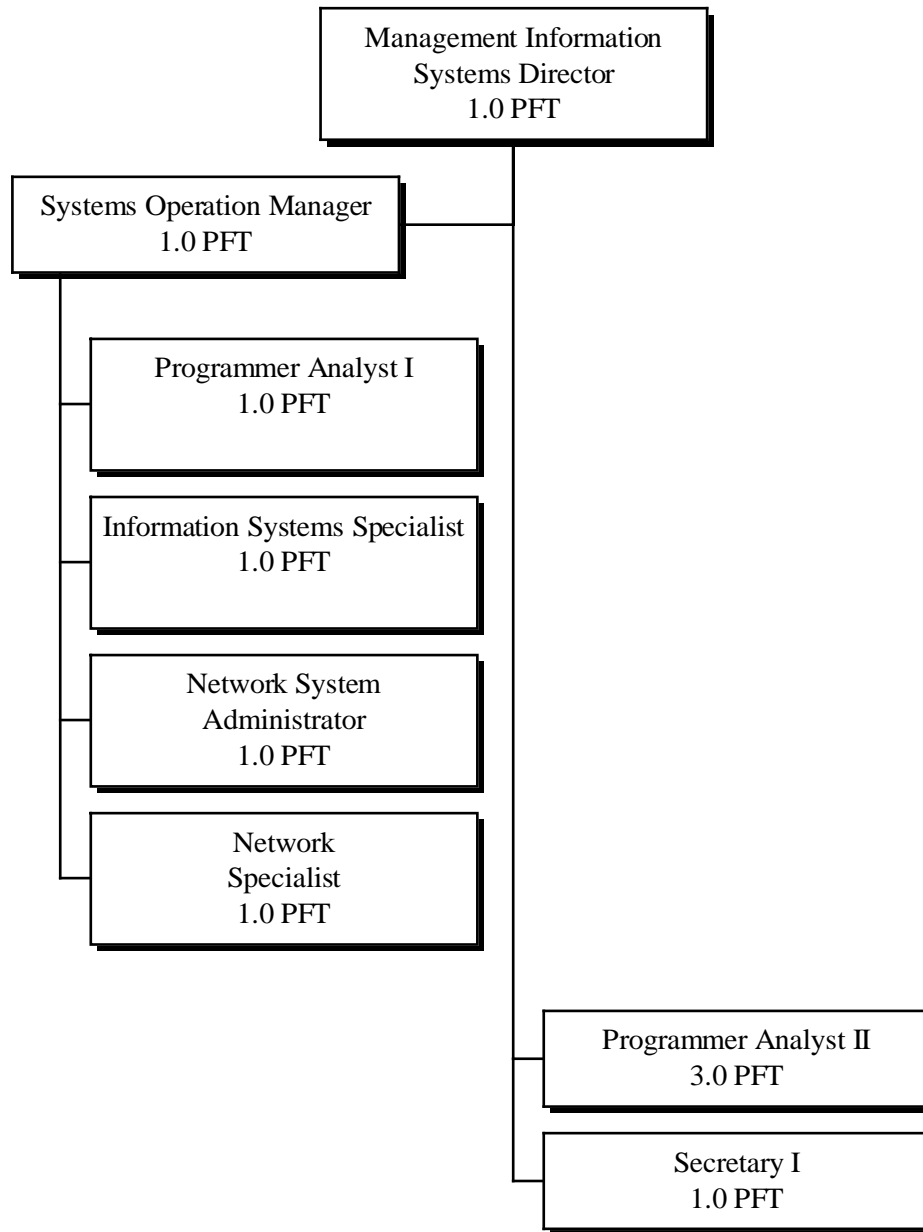 Management Information
Systems Director
1.0 PFT
Systems Operation Manager
1.0 PFT
Programmer Analyst I
1.0 PFT
Information Systems Specialist
1.0 PFT
Network System
Administrator
1.0 PFT
Network
Specialist
1.0 PFT
Programmer Analyst II
3.0 PFT
Secretary I
1.0 PFT